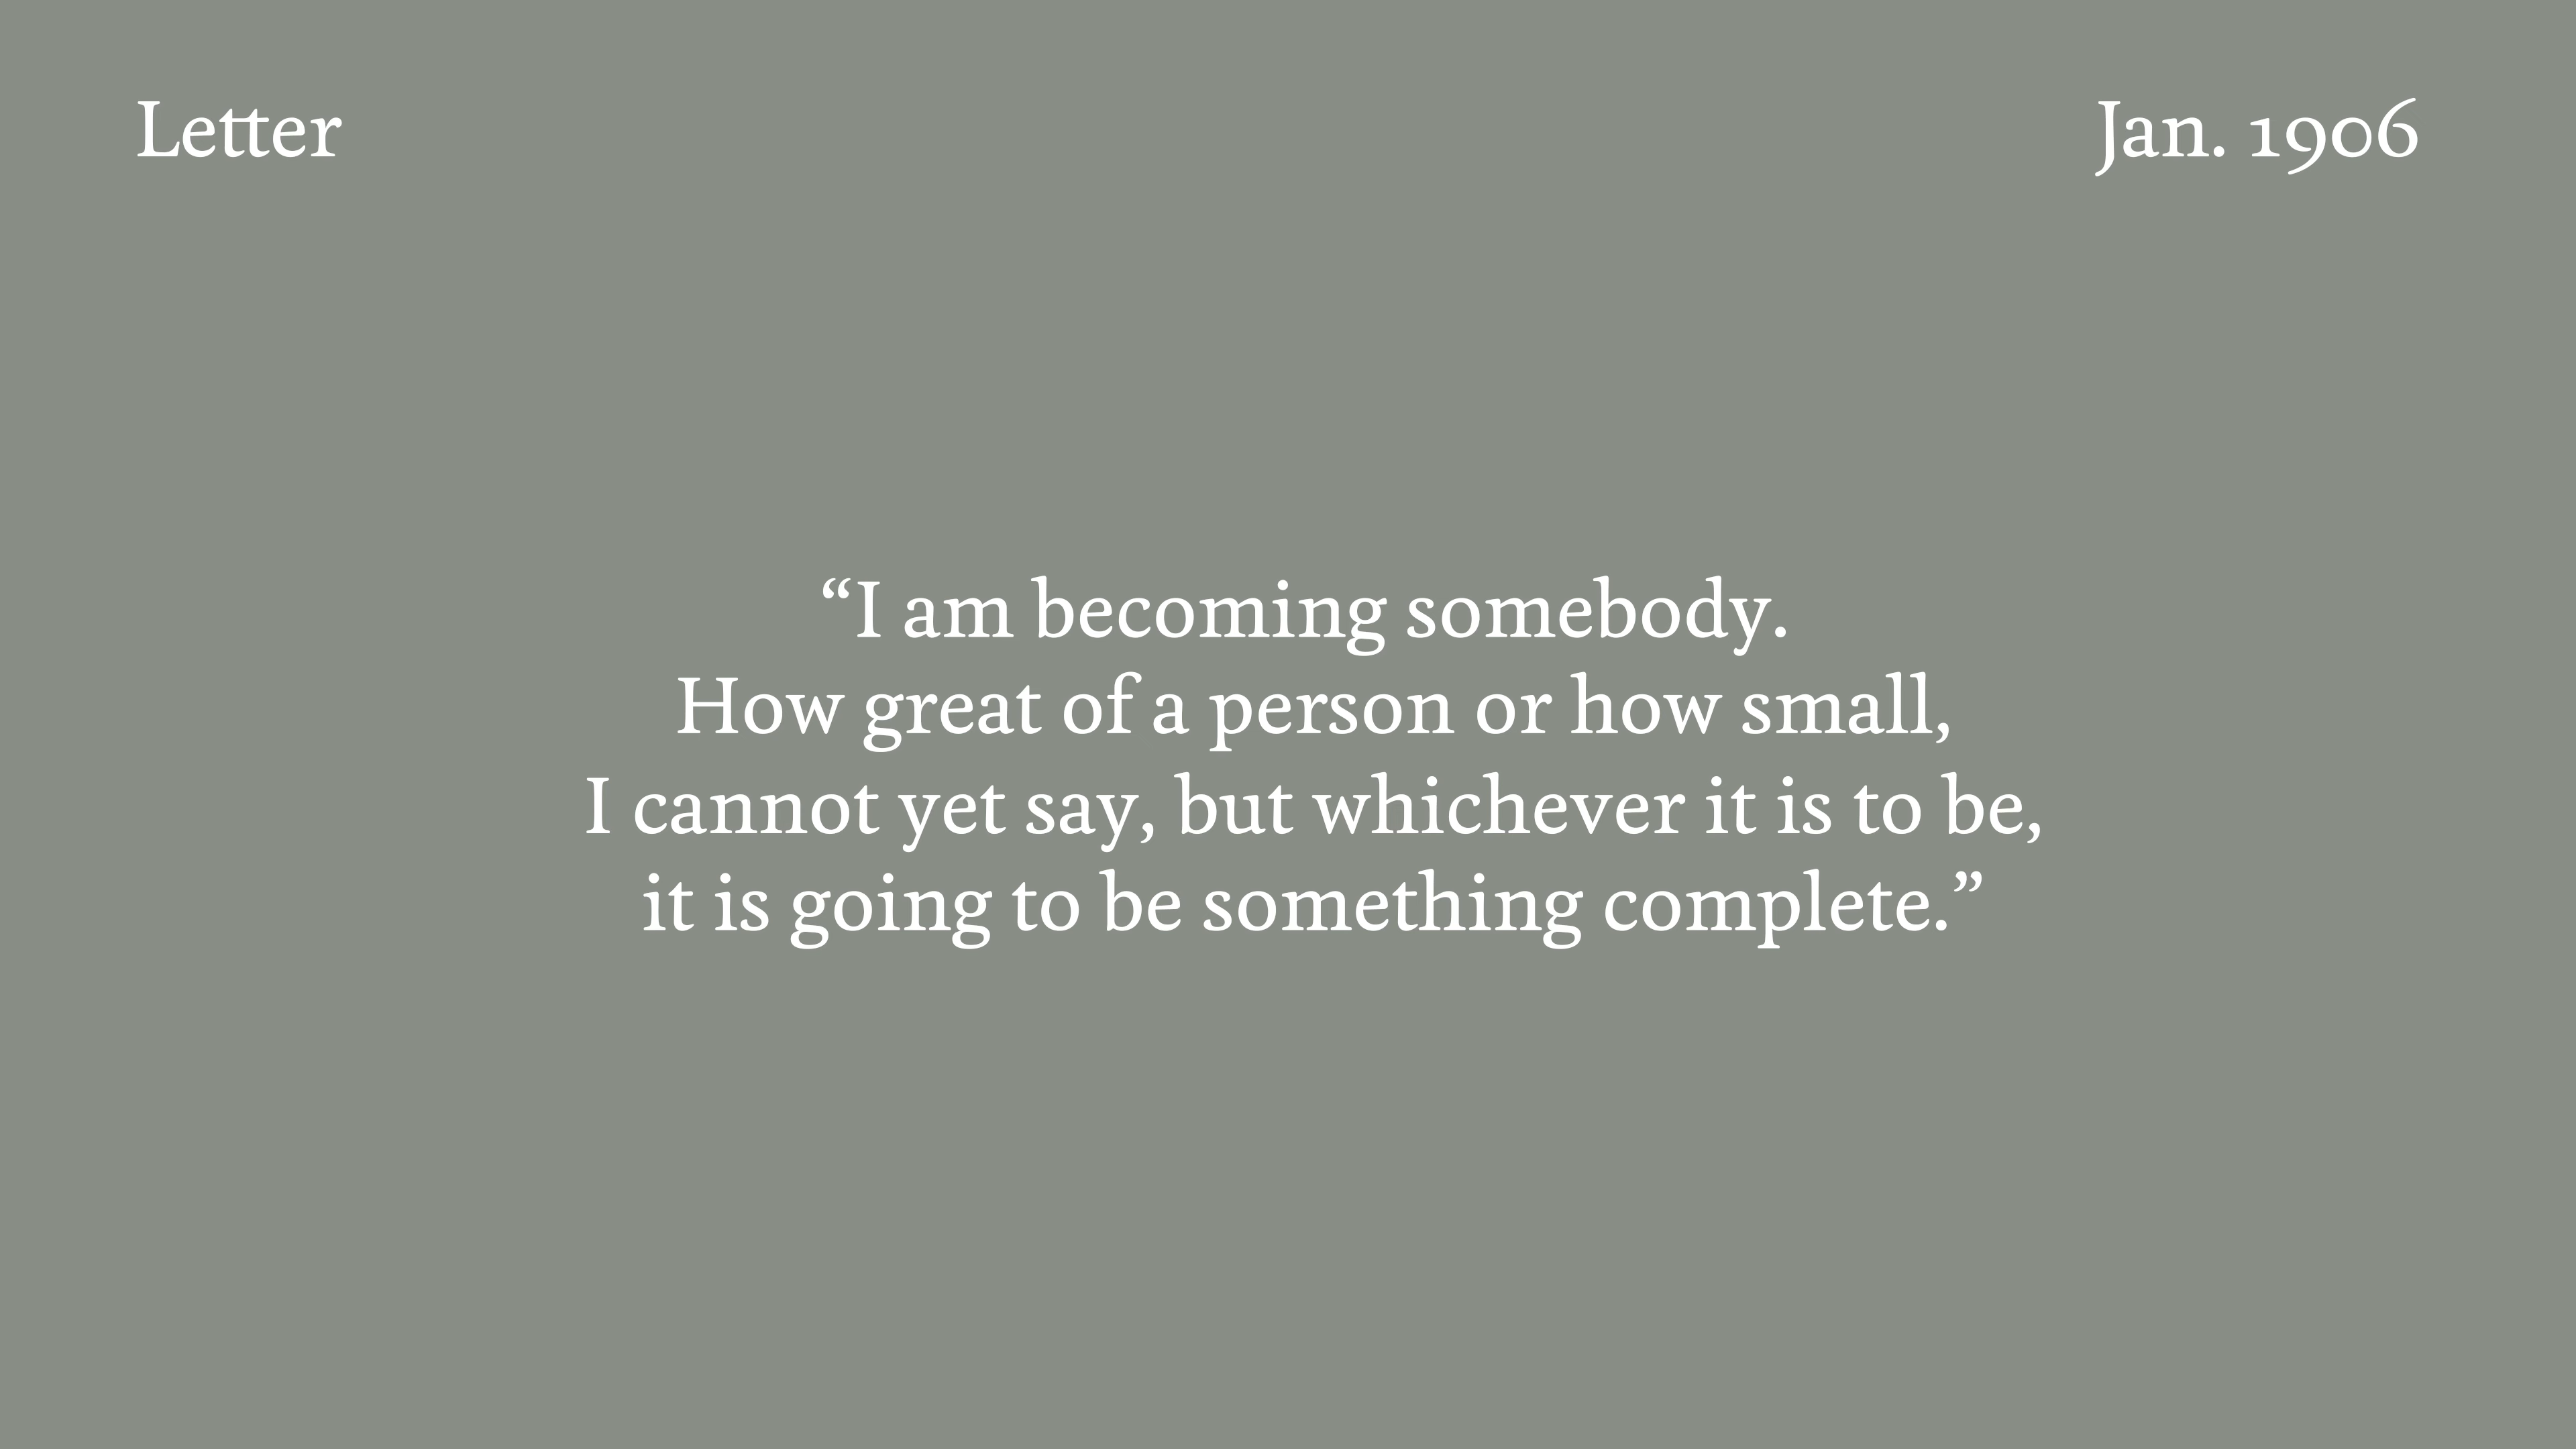 Letter
Jan. 1906
“I am becoming somebody.
How great of a person or how small,
I cannot yet say, but whichever it is to be,
it is going to be something complete.”